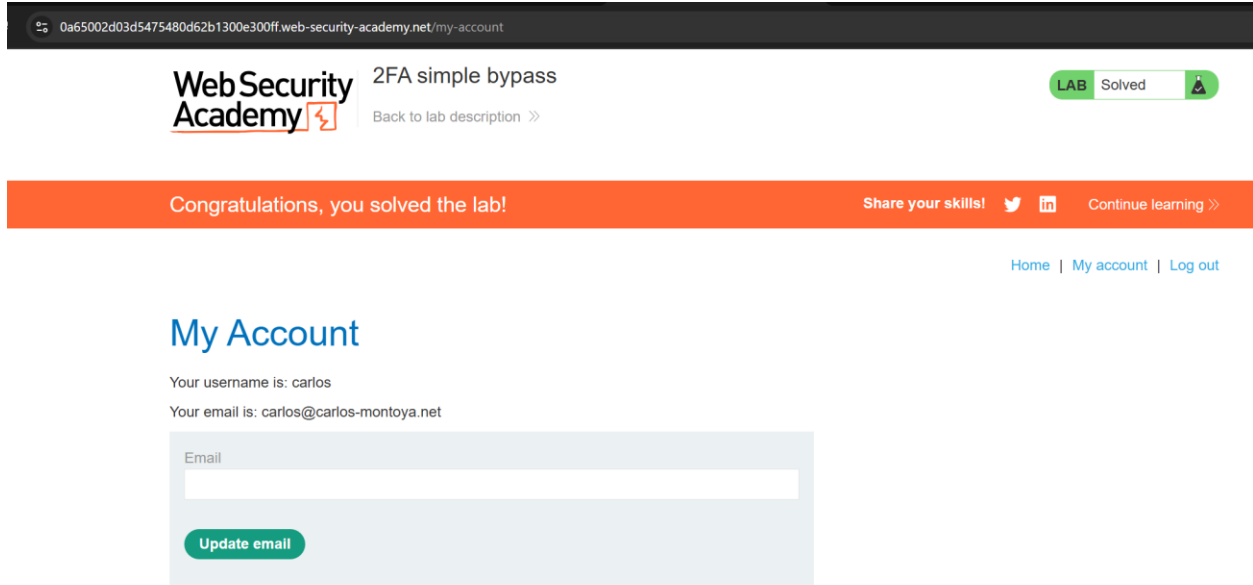 0a65002d03d5475480d62b1300e300ff.web-security-academy.net/my-account
Web Security
Academy
2FA simple bypass
Back to lab description
LAB Solved
Congratulations, you solved the lab!
Share your skills!
Continue learning
Home | My account | Log out
My Account
Your username is: carlos
Your email is: carlos@carlos-montoya.net
Email
Update email